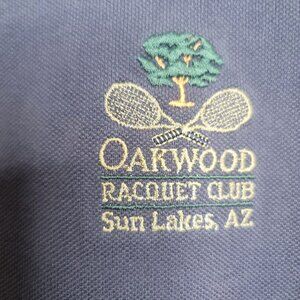 OAKWOOD
RACQUET CLUB
Sun Lakes, AZ